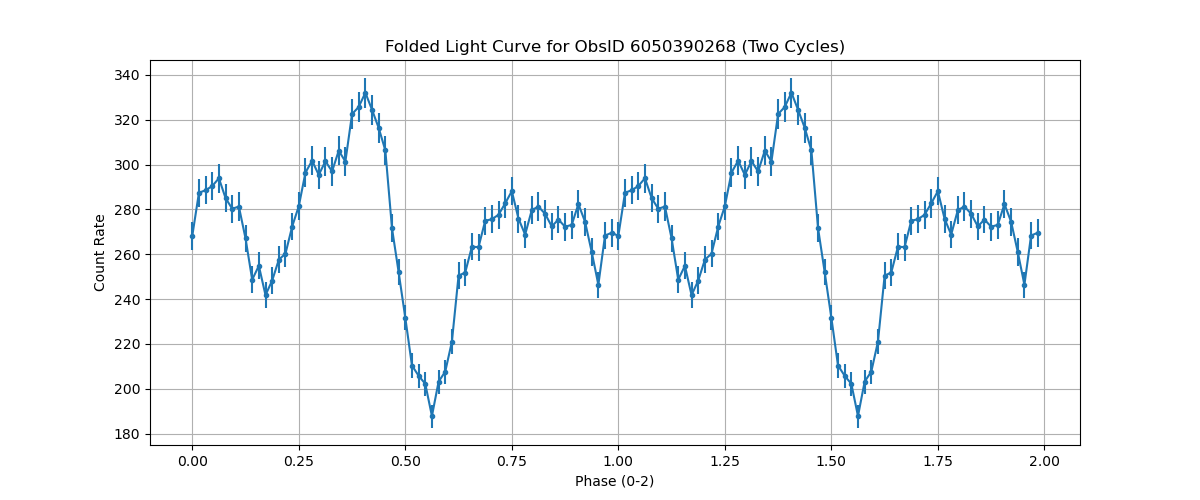 Folded Light Curve for ObsID 6050390268 (Two Cycles)
Count Rate
340
320
300
280
260
240
220
200
180
0.00 0.25 0.50 0.75 1.00 1.25 1.50 1.75 2.00
Phase (0-2)